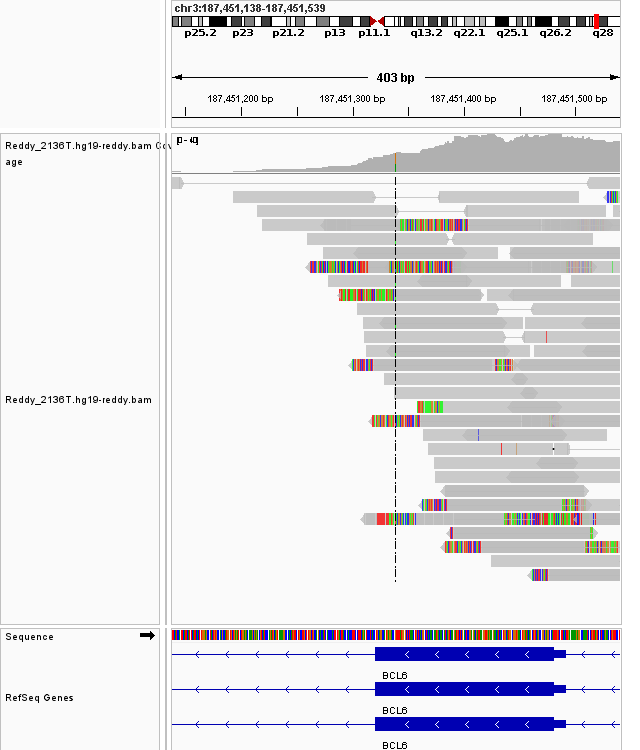 chr3:187,451,138-187,451,539
p25.2 p23 p21.2 p13 p11.1 q13.2 q22.1 q25.1 q26.2 q28
403 bp
187,451,200 bp 187,451,300 bp 187,451,400 bp 187,451,500 bp
Reddy_2136T.hg19-reddy.bam Cov
age
Reddy_2136T.hg19-reddy.bam
Sequence
BCL6
RefSeq Genes
BCL6
BCL6